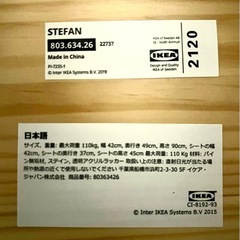 STEFAN
803.634.26 22737
Made in China
PI-7235-1
© Inter IKEA Systems B.V. 2019
IKEA of Sweden AB
Design and Quality
IKEA of Sweden
2120
日本語
サイズ、重量: 最大荷重 110kg, 幅 42cm, 奥行き 49cm, 高さ 90cm, シートの幅
42cm, シートの奥行き 37cm, シートの高さ 45cm 最大荷重 kg 材料: パ
イン無垢材, ステイン, 透明アクリルラッカー 取扱い上の注意: 直射日光が当たる場
所や熱源の近くで使用しないでください 千葉県船橋市浜町2-3-30 SF イケア・
ジャパン株式会社 商品番号: 80363426
IKEA
CI-8192-93
© Inter IKEA Systems B.V 2015